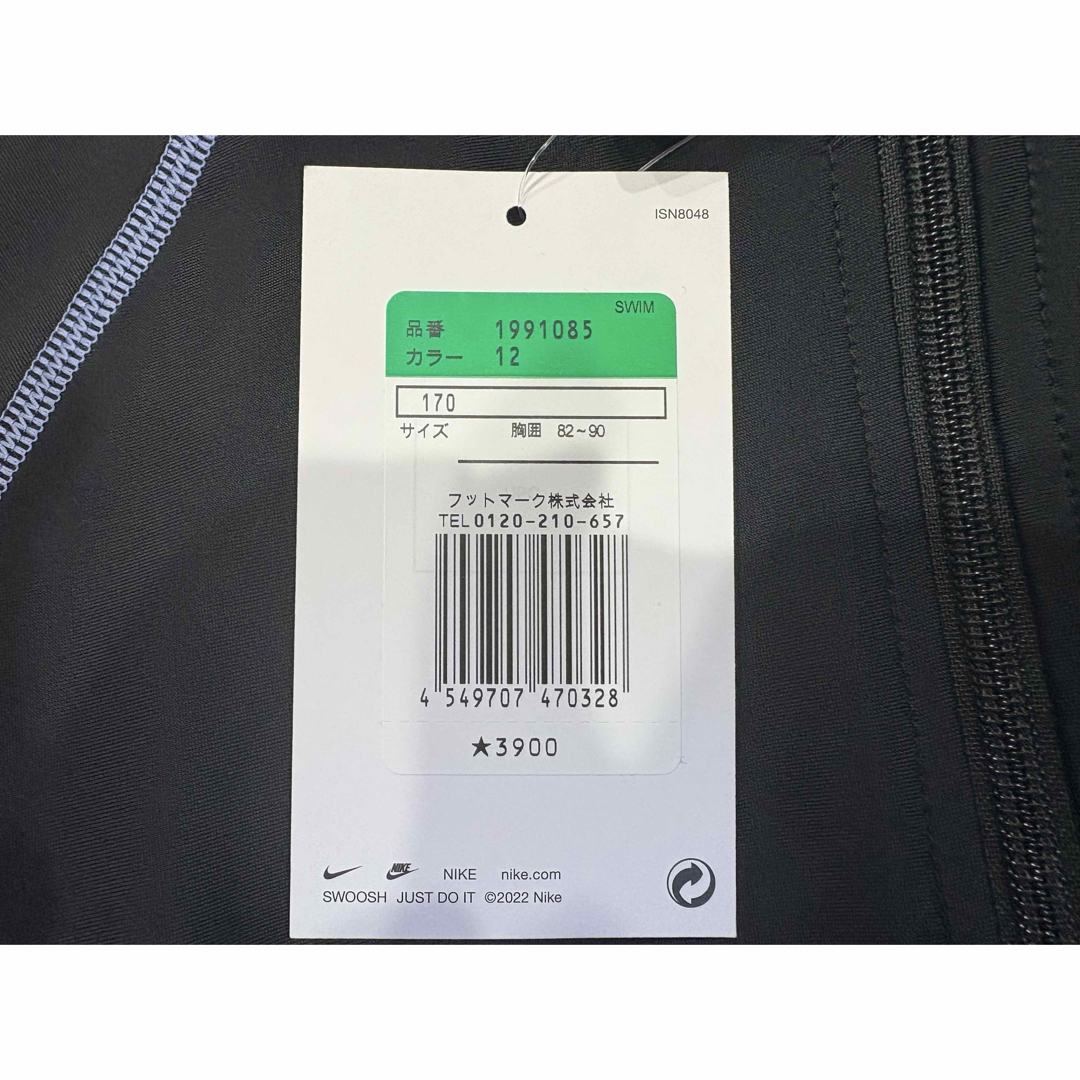 ISN8048
SWIM
品番 1991085
カラー 12
170
サイズ 胸囲 82~90
フットマーク株式会社
TEL 0120-210-657
4 549707 470328
★3900
NIKE NIKE nike.com
SWOOSH JUST DO IT ©2022 Nike